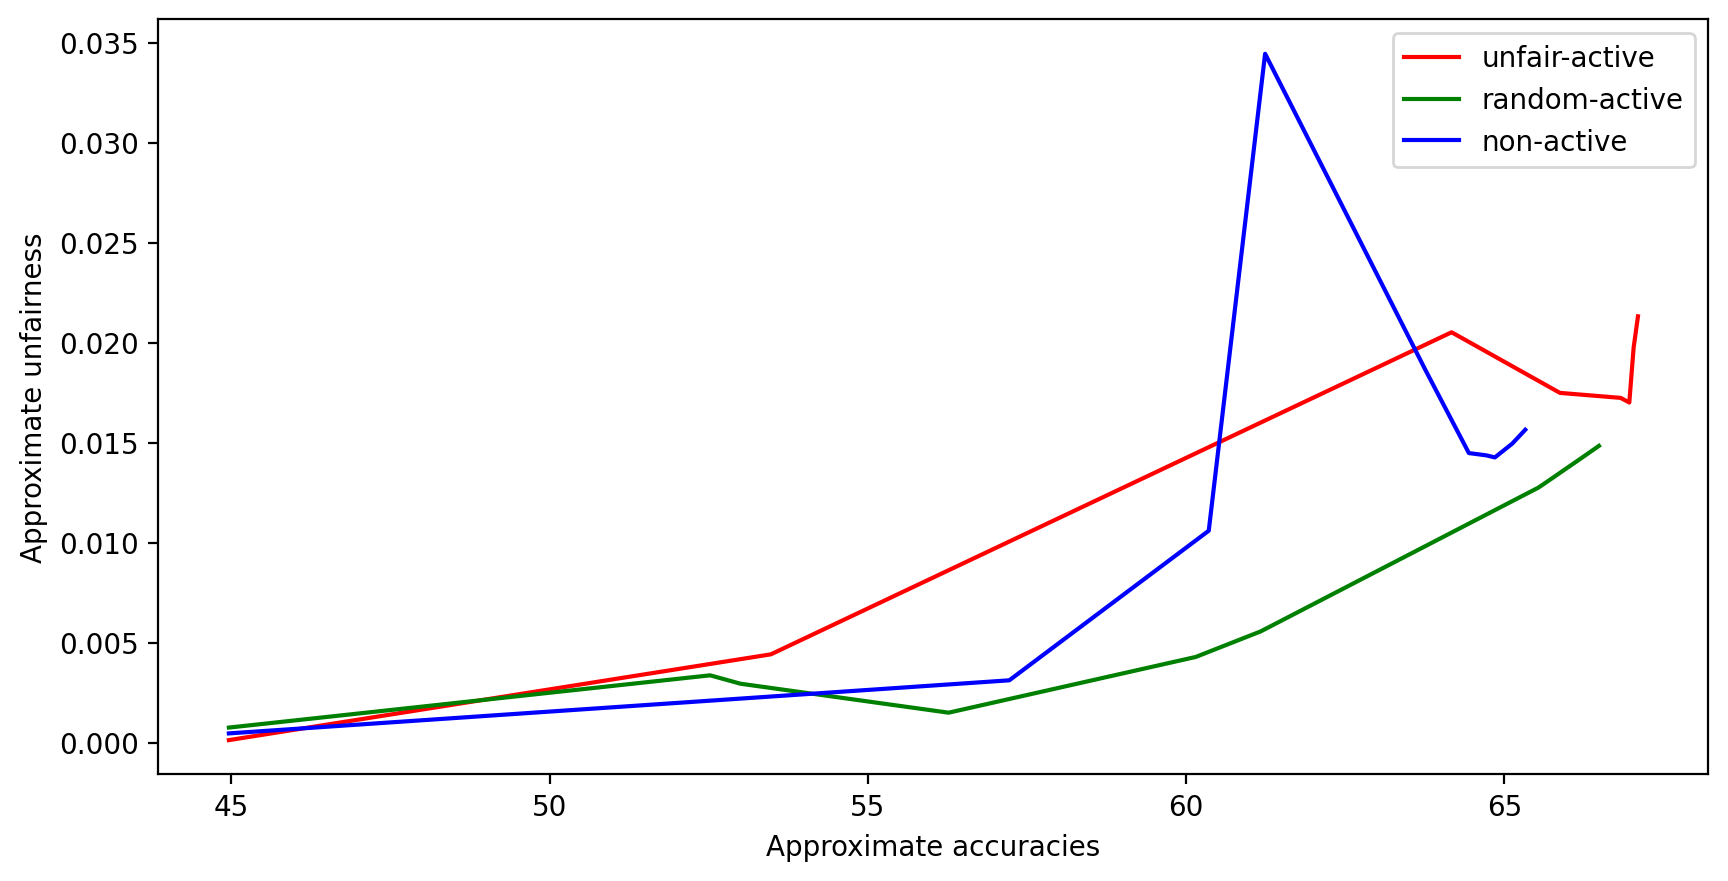 0.035
0.030
0.025
0.020
0.015
0.010
0.005
0.000
Approximate unfairness
unfair-active
random-active
non-active
45 50 55 60 65
Approximate accuracies